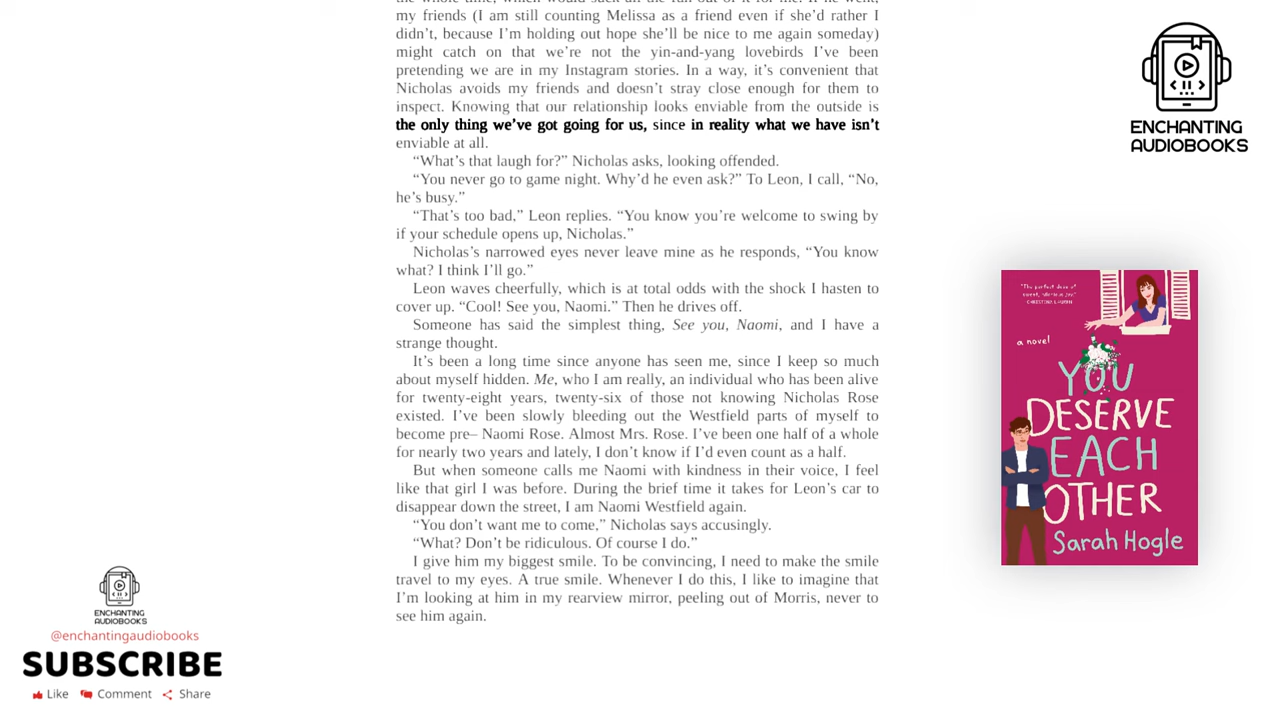 my friends (I am still counting Melissa as a friend even if she’d rather I
didn’t, because I’m holding out hope she’ll be nice to me again someday)
might catch on that we’re not the yin-and-yang lovebirds I’ve been
pretending we are in my Instagram stories. In a way, it’s convenient that
Nicholas avoids my friends and doesn’t stray close enough for them to
inspect. Knowing that our relationship looks enviable from the outside is
the only thing we’ve got going for us, since in reality what we have isn’t
enviable at all.
“What’s that laugh for?” Nicholas asks, looking offended.
“You never go to game night. Why’d he even ask?” To Leon, I call, “No,
he’s busy.”
“That’s too bad,” Leon replies. “You know you’re welcome to swing by
if your schedule opens up, Nicholas.”
Nicholas’s narrowed eyes never leave mine as he responds, “You know
what? I think I’ll go.”
Leon waves cheerfully, which is at total odds with the shock I hasten to
cover up. “Cool! See you, Naomi.” Then he drives off.
Someone has said the simplest thing, See you, Naomi, and I have a
strange thought.
It’s been a long time since anyone has seen me, since I keep so much
about myself hidden. Me, who I am really, an individual who has been alive
for twenty-eight years, twenty-six of those not knowing Nicholas Rose
existed. I’ve been slowly bleeding out the Westfield parts of myself to
become pre– Naomi Rose. Almost Mrs. Rose. I’ve been one half of a whole
for nearly two years and lately, I don’t know if I’d even count as a half.
But when someone calls me Naomi with kindness in their voice, I feel
like that girl I was before. During the brief time it takes for Leon’s car to
disappear down the street, I am Naomi Westfield again.
“You don’t want me to come,” Nicholas says accusingly.
“What? Don’t be ridiculous. Of course I do.”
I give him my biggest smile. To be convincing, I need to make the smile
travel to my eyes. A true smile. Whenever I do this, I like to imagine that
I’m looking at him in my rearview mirror, peeling out of Morris, never to
see him again.
ENCHANTING
AUDIOBOOKS
a novel
YOU
DESERVE
EACH
OTHER
Sarah Hogle
ENCHANTING
AUDIOBOOKS
@enchantingaudiobooks
SUBSCRIBE
Like Comment Share